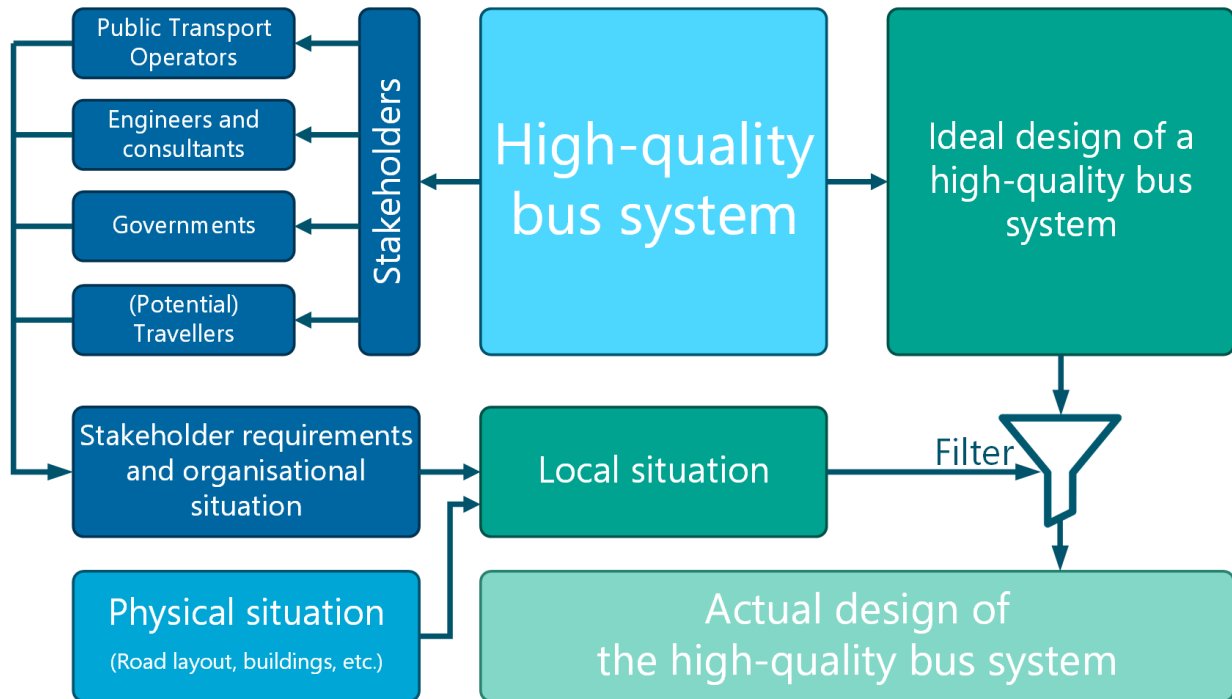 Public Transport
Operators
Engineers and
consultants
Governments
(Potential)
Travellers
Stakeholders
High-quality
bus system
Ideal design of a
high-quality bus
system
Stakeholder requirements
and organisational
situation
Local situation
Filter
Physical situation
(Road layout, buildings, etc.)
Actual design of
the high-quality bus system